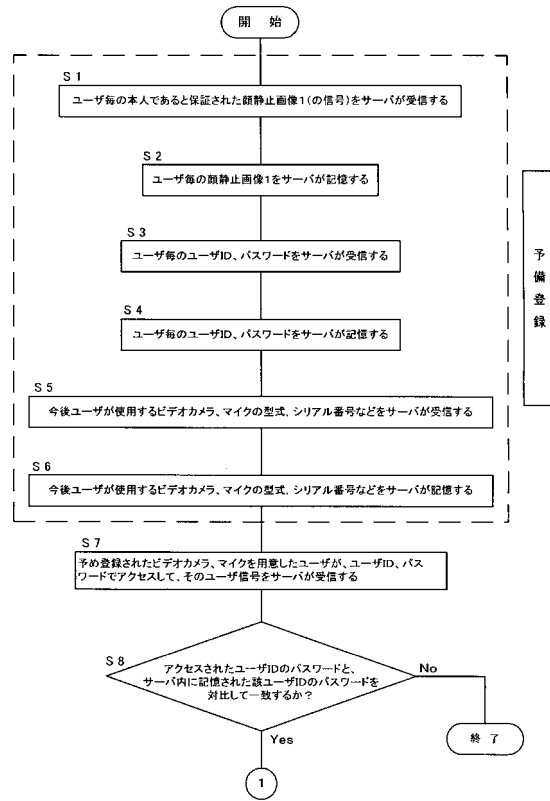 開 始
S 1
ユーザ毎の本人であると保証された顔静止画像1(の信号)をサーバが受信する
S 2
ユーザ毎の顔静止画像1をサーバが記憶する
S 3
ユーザ毎のユーザID、パスワードをサーバが受信する
S 4
ユーザ毎のユーザID、パスワードをサーバが記憶する
S 5
今後ユーザが使用するビデオカメラ、マイクの型式，シリアル番号などをサーバが受信する
S 6
今後ユーザが使用するビデオカメラ、マイクの型式，シリアル番号などをサーバが記憶する
予備登録
S 7
予め登録されたビデオカメラ、マイクを用意したユーザが、ユーザID、パス
ワードでアクセスして、そのユーザ信号をサーバが受信する
S 8
アクセスされたユーザIDのパスワードと、
サーバ内に記憶された該ユーザIDのパスワードを
対比して一致するか？
No
終 了
Yes
1